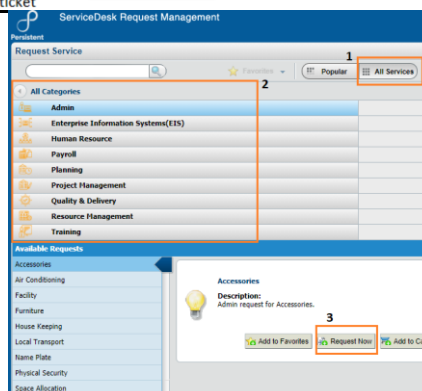 ticket
ServiceDesk Request Management
Persistent
Request Service
1
Favorites
Popular
All Services
2
All Categories
Admin
Enterprise Information Systems(EIS)
Human Resource
Payroll
Planning
Project Management
Quality & Delivery
Resource Management
Training
Available Requests
Accessories
Air Conditioning
Facility
Furniture
House Keeping
Local Transport
Name Plate
Physical Security
Space Allocation
Accessories
Description:
Admin request for Accessories.
3
Add to Favorites
Request Now
Add to Ca